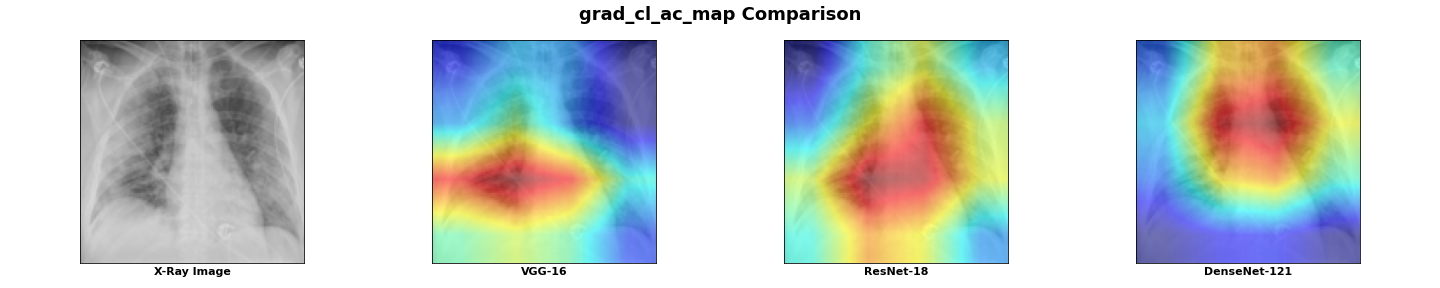 grad_cl_ac_map Comparison
X-Ray Image
VGG-16
ResNet-18
DenseNet-121